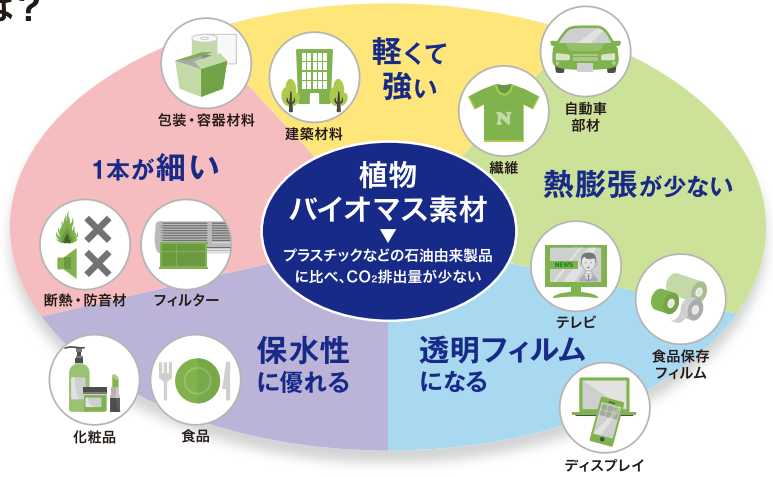 は？
軽くて
強い
包装・容器材料
建築材料
繊維
N
自動車
部材
1本が細い
熱膨張が少ない
植物
バイオマス素材
▼
プラスチックなどの石油由来製品
に比べ、CO₂排出量が少ない
断熱・防音材
フィルター
NEWS
テレビ
食品保存
フィルム
保水性
に優れる
透明フィルム
になる
化粧品
食品
ディスプレイ